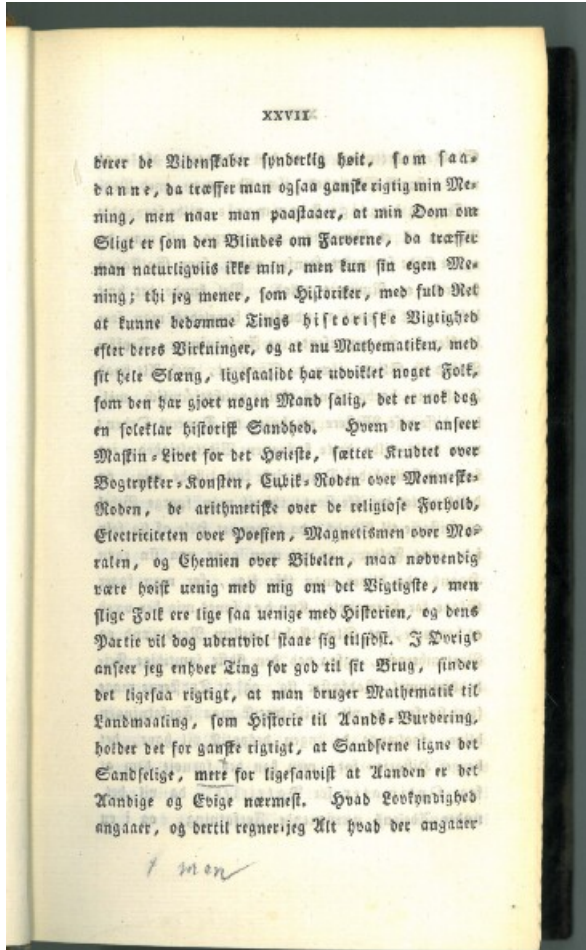 XXVII
derer de Videnskaber synderlig høit, som saa-
danne, da træffer man ogsaa ganske rigtig min Me-
ning, men naar man paastaaer, at min Dom om
Sligt er som den Blindes om Farverne, da træffer
man naturligviis ikke min, men kun sin egen Me-
ning; thi jeg mener, som Historiker, med fuld Ret
at kunne bedømme Tings historiske Vigtighed
efter deres Virkninger, og at nu Mathematiken, med
sit hele Slæng, ligesaalidt har udviklet noget Folk,
som den har gjort nogen Mand salig, det er nok dog
en soleklar historisk Sandhed. Hvem der anseer
Maskin-Livet for det Høieste, sætter Krudtet over
Bogtrykker-Konsten, Cubik-Roden over Menneske-
Roden, de arithmetiske over de religiøse Forhold,
Electriciteten over Poesien, Magnetismen over Mo-
ralen, og Chemien over Bibelen, maa nødvendig
være høist uenig med mig om det Vigtigste, men
slige Folk ere lige saa uenige med Historien, og dens
Partie vil dog udentvivl staae sig tilsidst. I Øvrigt
anseer jeg enhver Ting for god til sit Brug, finder
det ligesaa rigtigt, at man bruger Mathematik til
Landmaaling, som Historie til Aands-Vurdering,
holder det for ganske rigtigt, at Sandserne ligne det
Sandselige, mere for ligesaavist at Aanden er det
Aandige og Evige nærmest. Hvad Lovkyndighed
angaaer, og dertil regner jeg Alt hvad der angaaer
+ men